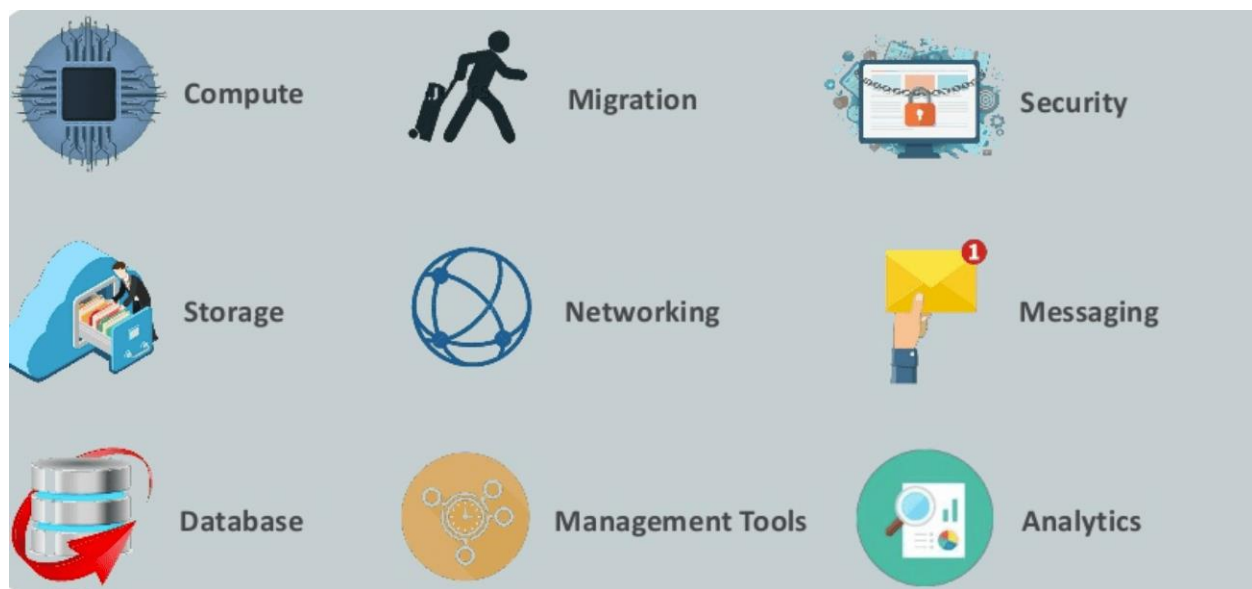 Compute
Migration
Security
Storage
Networking
1
Messaging
Database
Management Tools
Analytics